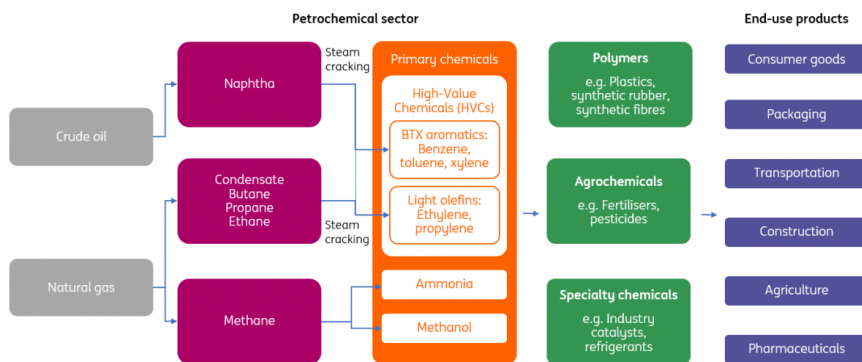 Petrochemical sector
End-use products
Crude oil
Natural gas
Naphtha
Condensate
Butane
Propane
Ethane
Methane
Steam
cracking
Steam
cracking
Primary chemicals
High-Value
Chemicals (HVCs)
BTX aromatics:
Benzene,
toluene, xylene
Light olefins:
Ethylene,
propylene
Ammonia
Methanol
Polymers
e.g. Plastics,
synthetic rubber,
synthetic fibres
Agrochemicals
e.g. Fertilisers,
pesticides
Specialty chemicals
e.g. Industry
catalysts,
refrigerants
Consumer goods
Packaging
Transportation
Construction
Agriculture
Pharmaceuticals